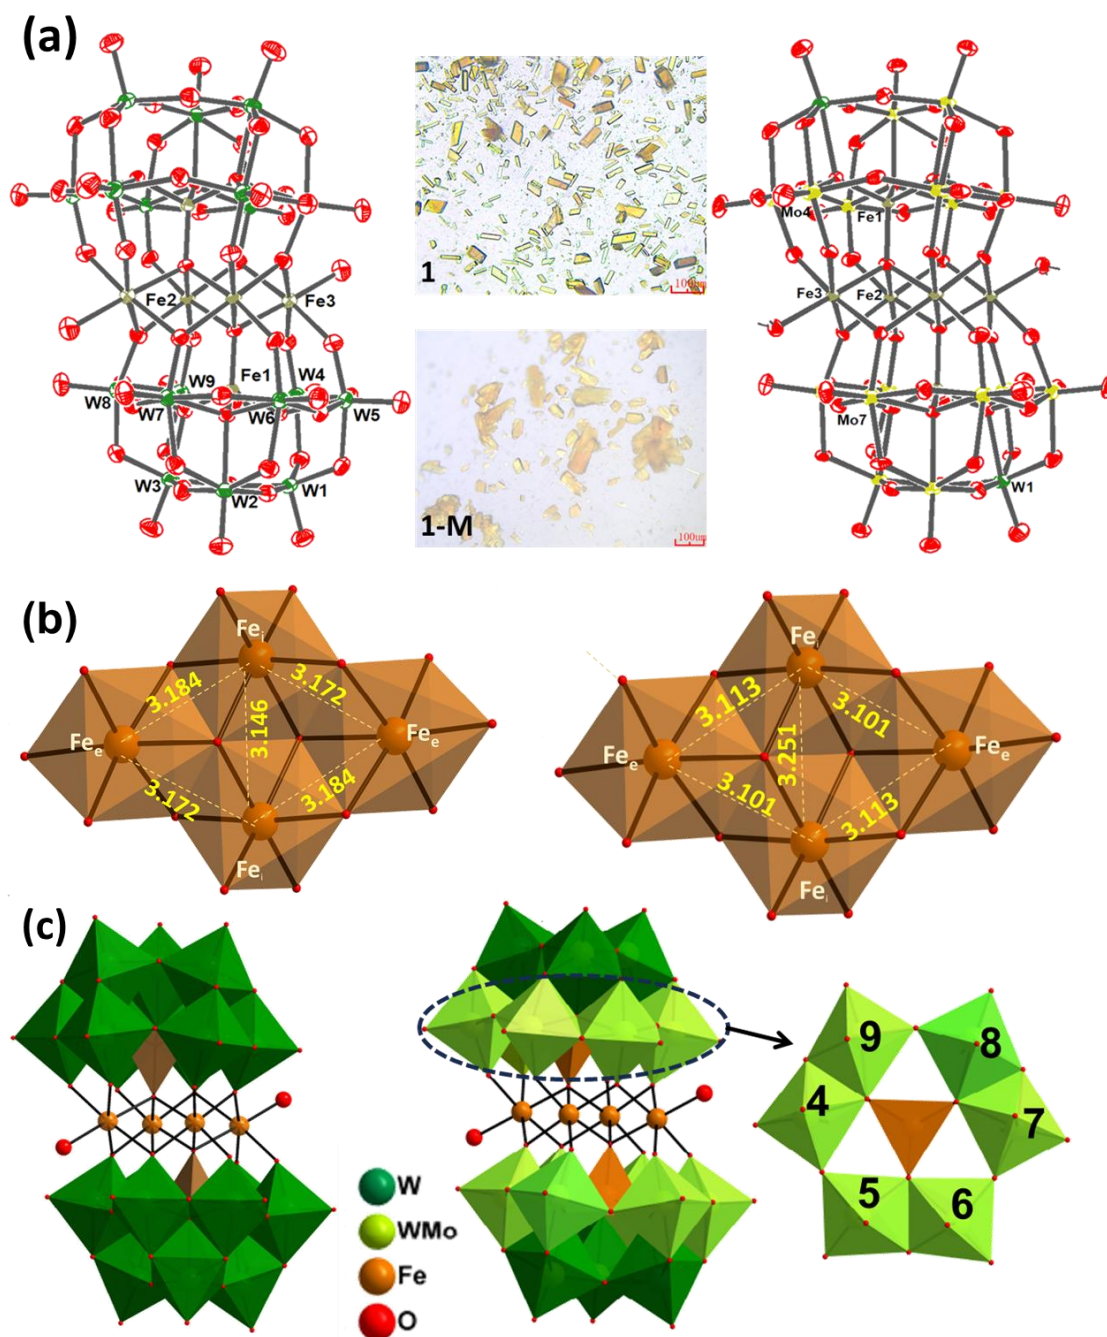 (a)
Fe2
Fe3
W9
Fe1
W4
W8
W7
W6
W5
W3
W2
W1
1
100um
1-M
100um
Mo4
Fe1
Fe3
Fe2
Mo7
W1
(b)
Feᵢ
3.184
3.172
3.146
Feₑ
Feₑ
3.172
3.184
Feᵢ
Feᵢ
3.113
3.101
3.251
Feₑ
Feₑ
3.101
3.113
Feᵢ
(c)
W
WMo
Fe
O
9
8
4
7
5
6